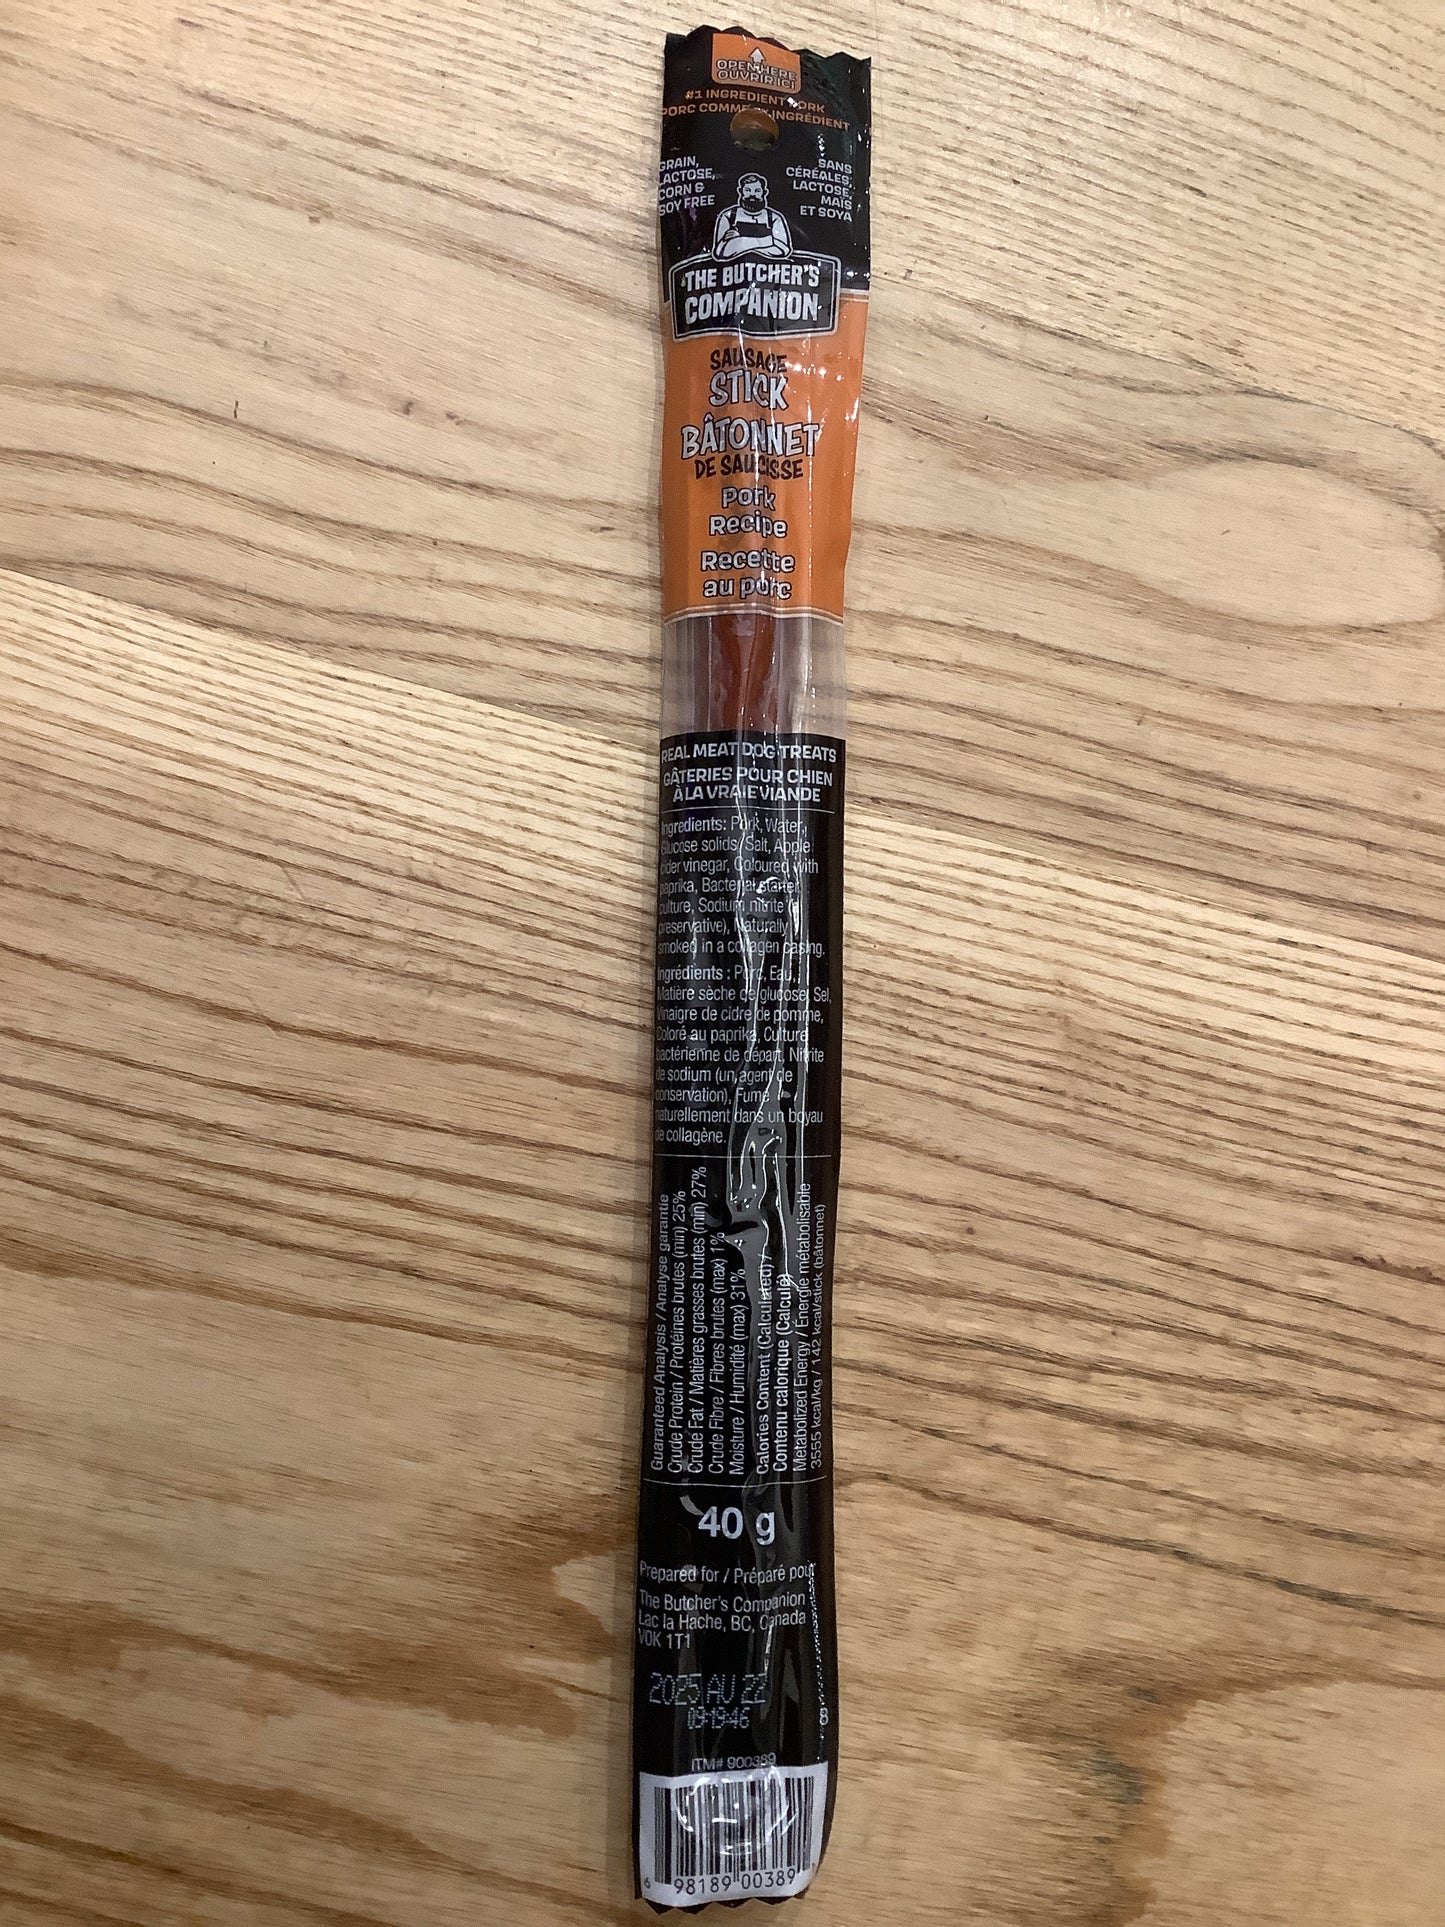 OPEN HERE
OUVRIR ICI
#1 INGREDIENT PORK
PORC COMME INGRÉDIENT
GRAIN,
LACTOSE,
CORN &
SOY FREE
SANS
CÉRÉALES,
LACTOSE,
MAÏS
ET SOYA
THE BUTCHER'S
COMPANION
SAUSAGE
STICK
BÂTONNET
DE SAUCISSE
Pork
Recipe
Recette
au porc
REAL MEAT DOG TREATS
GÂTERIES POUR CHIEN
À LA VRAIE VIANDE
Ingredients: Pork, Water,
Glucose solids, Salt, Apple
cider vinegar, Coloured with
paprika, Bacterial starter
culture, Sodium nitrite (a
preservative), Naturally
smoked in a collagen casing.
Ingrédients : Porc, Eau,
Matière sèche de glucose, Sel,
Vinaigre de cidre de pomme,
Coloré au paprika, Culture
bactérienne de départ, Nitrite
de sodium (un agent de
conservation), Fumé
naturellement dans un boyau
de collagène.
Guaranteed Analysis / Analyse garantie
Crude Protein / Protéines brutes (min) 25%
Crude Fat / Matières grasses brutes (min) 27%
Crude Fibre / Fibres brutes (max) 1%
Moisture / Humidité (max) 31%
Calories Content (Calculated) /
Contenu calorique (Calculé)
Metabolized Energy / Énergie métabolisable
3555 kcal/kg / 142 kcal/stick (bâtonnet)
40 g
Prepared for / Préparé pour
The Butcher's Companion
Lac la Hache, BC, Canada
V0K 1T1
2025 AU 22
09:19:46
8
ITM# 900389
6 98189 00389